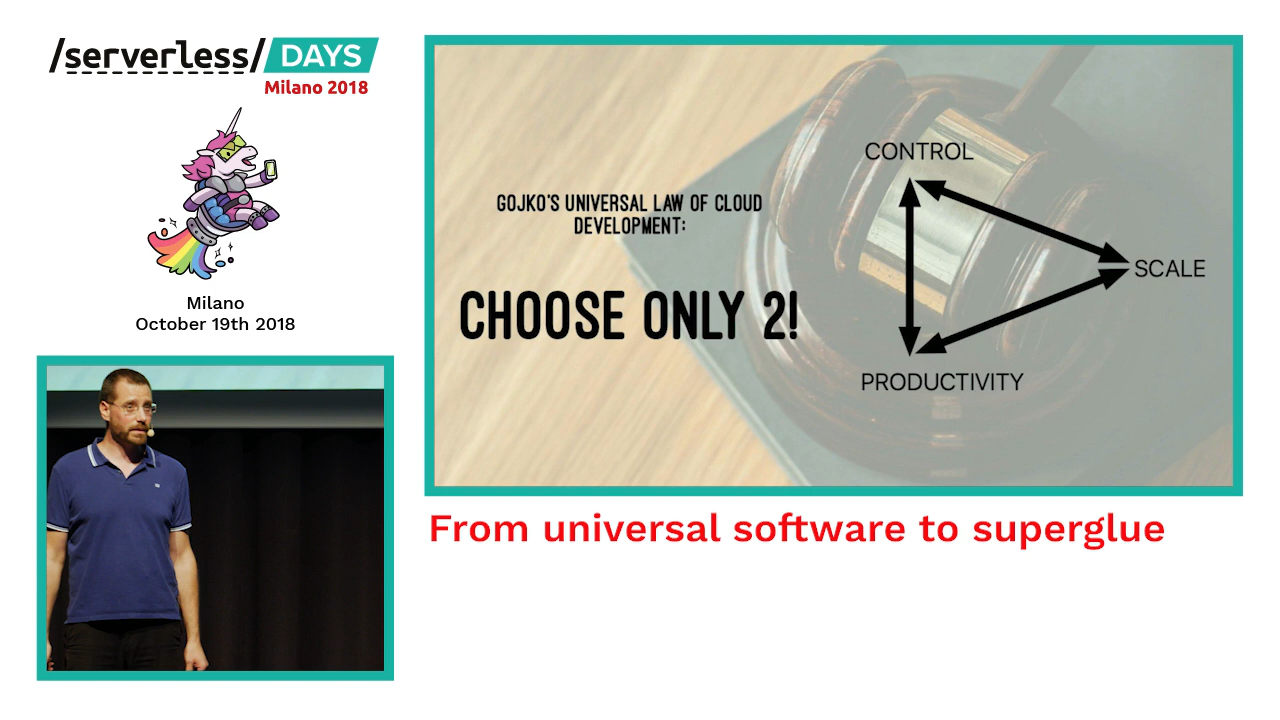 /serverless/ DAYS
Milano 2018
Milano
October 19th 2018
GOJKO'S UNIVERSAL LAW OF CLOUD
DEVELOPMENT:
CHOOSE ONLY 2!
CONTROL
SCALE
PRODUCTIVITY
From universal software to superglue